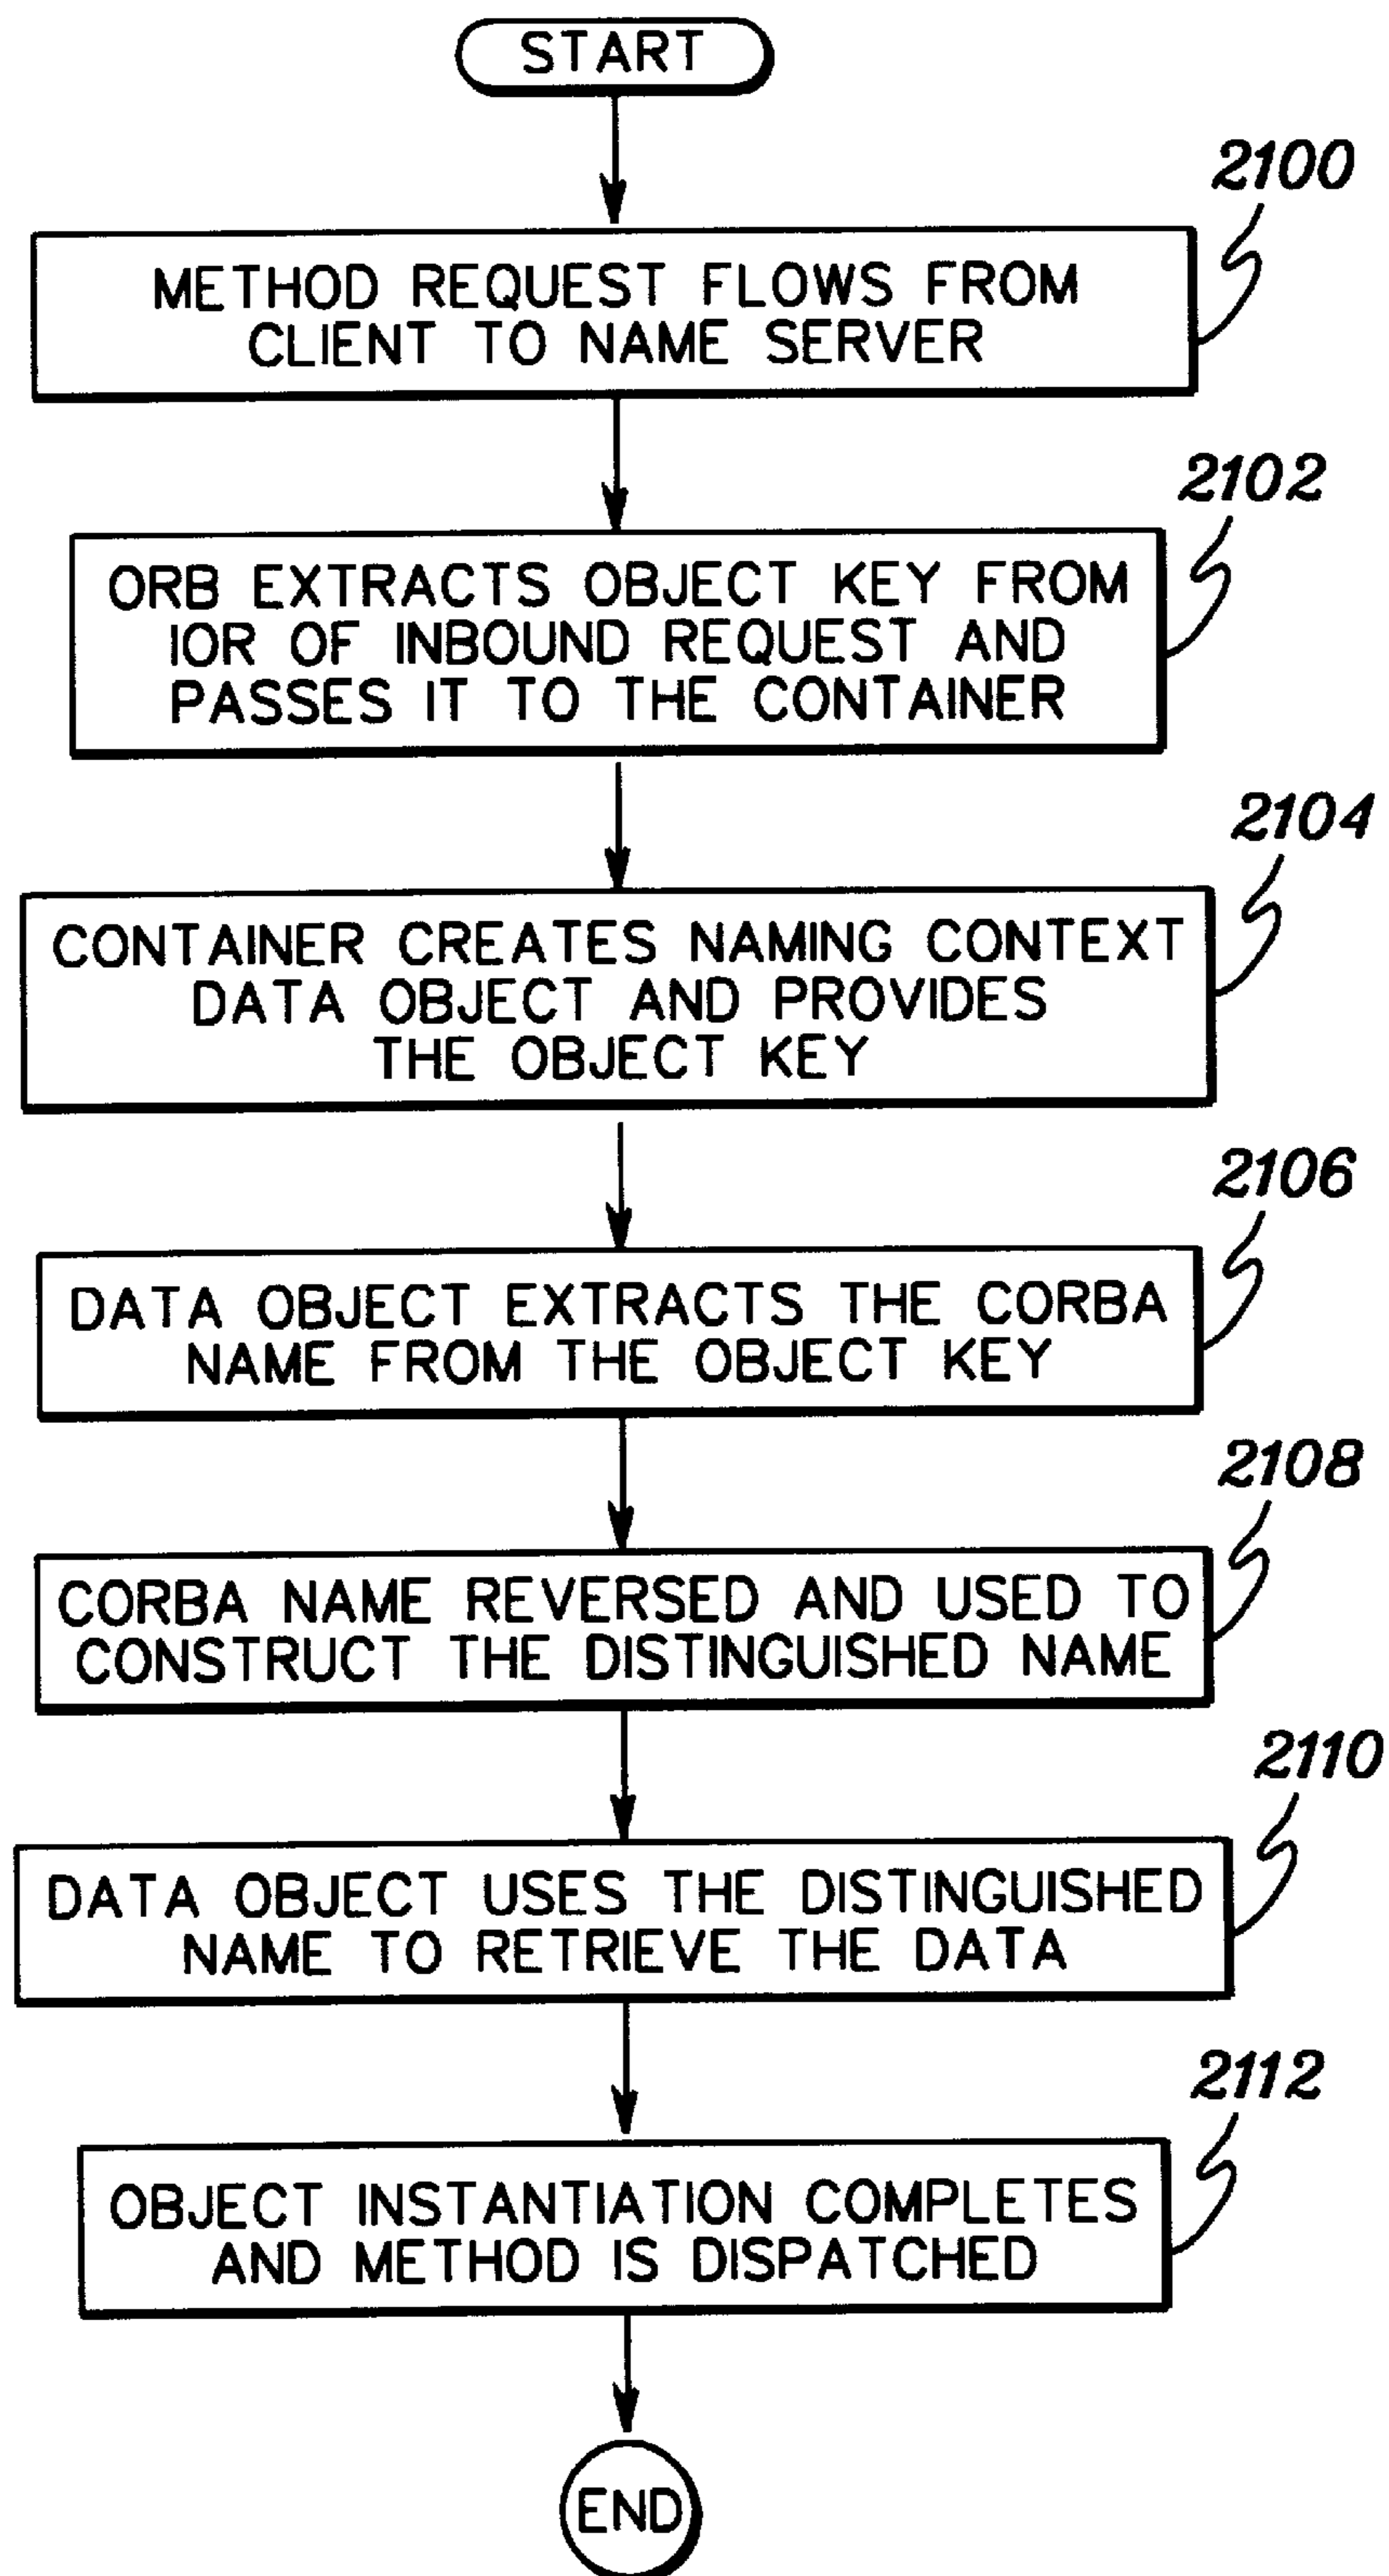 START
2100
METHOD REQUEST FLOWS FROM
CLIENT TO NAME SERVER
2102
ORB EXTRACTS OBJECT KEY FROM
IOR OF INBOUND REQUEST AND
PASSES IT TO THE CONTAINER
2104
CONTAINER CREATES NAMING CONTEXT
DATA OBJECT AND PROVIDES
THE OBJECT KEY
2106
DATA OBJECT EXTRACTS THE CORBA
NAME FROM THE OBJECT KEY
2108
CORBA NAME REVERSED AND USED TO
CONSTRUCT THE DISTINGUISHED NAME
2110
DATA OBJECT USES THE DISTINGUISHED
NAME TO RETRIEVE THE DATA
2112
OBJECT INSTANTIATION COMPLETES
AND METHOD IS DISPATCHED
END